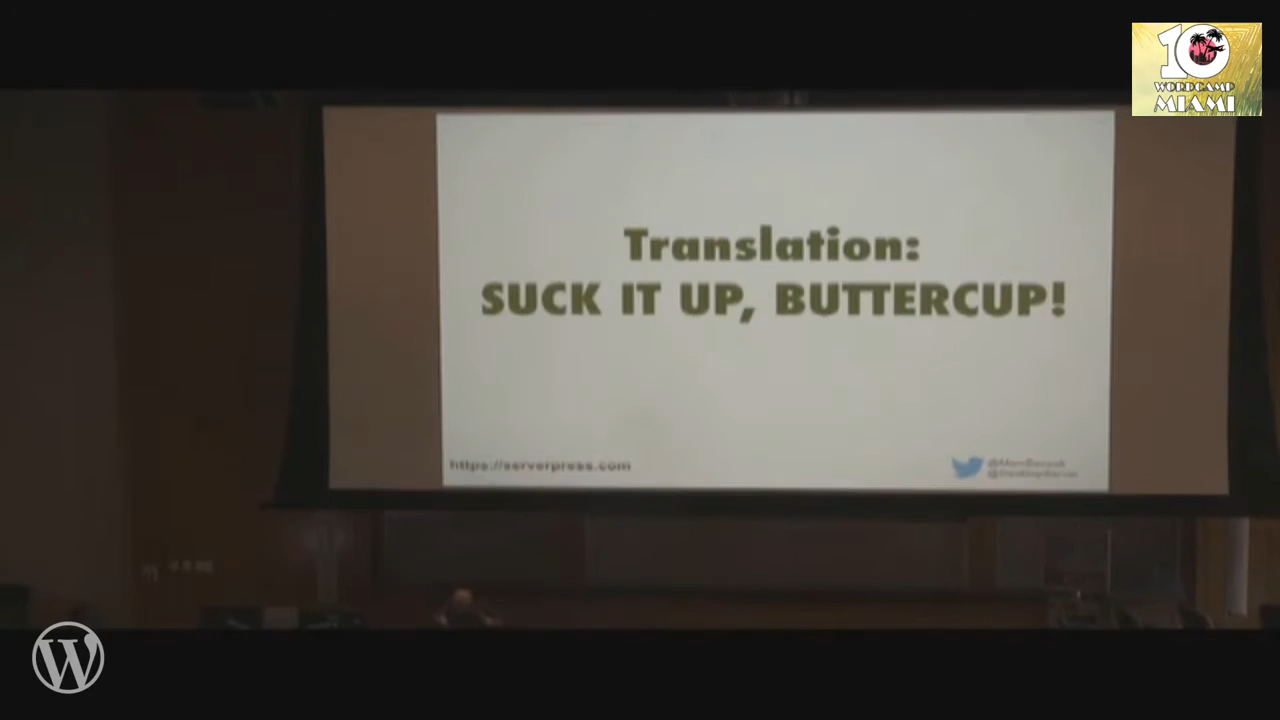 10
WORDCAMP
MIAMI
Translation:
SUCK IT UP, BUTTERCUP!
https://serverpress.com
W